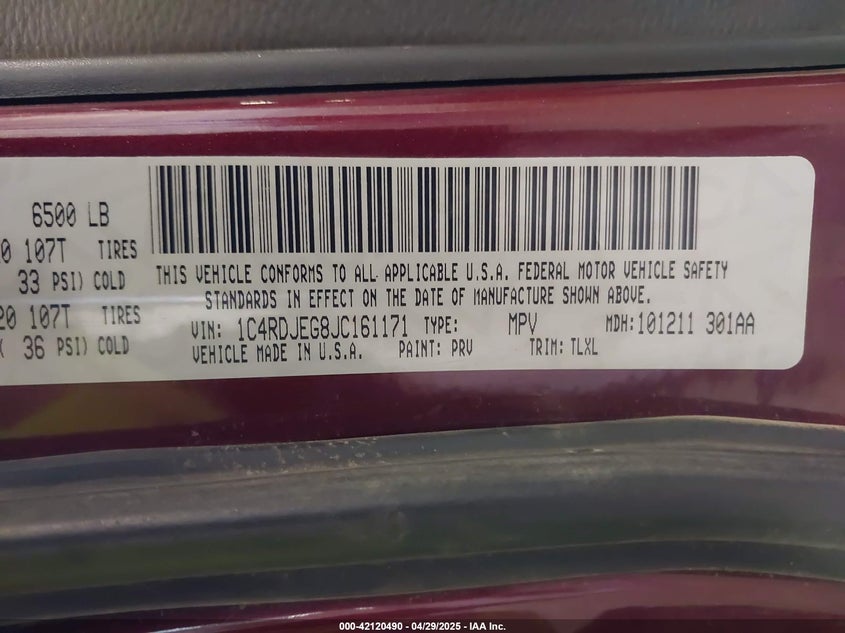 6500 LB
0 107T TIRES
33 PSI) COLD
20 107T TIRES
( 36 PSI) COLD
THIS VEHICLE CONFORMS TO ALL APPLICABLE U.S.A. FEDERAL MOTOR VEHICLE SAFETY
STANDARDS IN EFFECT ON THE DATE OF MANUFACTURE SHOWN ABOVE.
VIN: 1C4RDJEG8JC161171 TYPE: MPV MDH:101211 301AA
VEHICLE MADE IN U.S.A. PAINT: PRV TRIM: TLXL
000-42120490 - 04/29/2025 - IAA Inc.